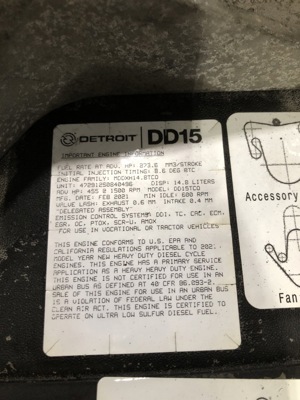 DETROIT DD15
IMPORTANT ENGINE INFORMATION
FUEL RATE AT ADV. HP: 273.6 MM3/STROKE
INITIAL INJECTION TIMING: 8.6 DEG BTC
ENGINE FAMILY: MDDXH14.8TCD
UNIT: 472912S0840496 DISP: 14.8 LITERS
ADV HP: 455 @ 1500 RPM MODEL: DD15TCO
MFG. DATE: FEB 2021 MIN IDLE: 600 RPM
VALVE LASH: EXHAUST 0.6 MM INTAKE 0.4 MM
"DELEGATED ASSEMBLY"
EMISSION CONTROL SYSTEMS DDI, TC, CAC, ECM,
EGR, OC, PTOX, SCR-U, AMOX
"FOR USE IN VOCATIONAL OR TRACTOR VEHICLES"
THIS ENGINE CONFORMS TO U.S. EPA AND
CALIFORNIA REGULATIONS APPLICABLE TO 2021
MODEL YEAR NEW HEAVY DUTY DIESEL CYCLE
ENGINES. THIS ENGINE HAS A PRIMARY SERVICE
APPLICATION AS A HEAVY HEAVY DUTY ENGINE.
THIS ENGINE IS NOT CERTIFIED FOR USE IN AN
URBAN BUS AS DEFINED AT 40 CFR 86.093-2.
SALE OF THIS ENGINE FOR USE IN AN URBAN BUS
IS A VIOLATION OF FEDERAL LAW UNDER THE
CLEAN AIR ACT. THIS ENGINE IS CERTIFIED TO
OPERATE ON ULTRA LOW SULFUR DIESEL FUEL.
Accessory
Fan